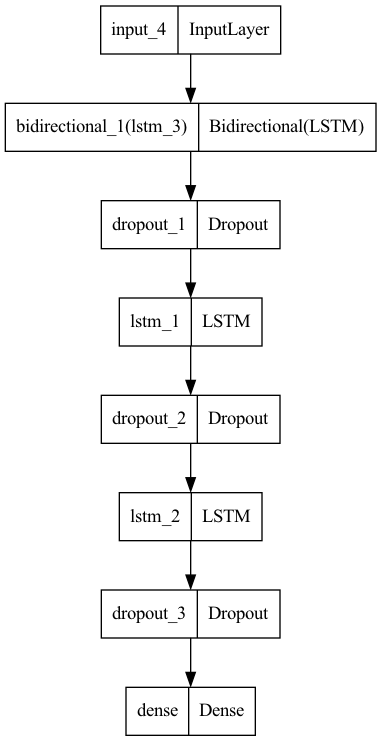 input_4 InputLayer
bidirectional_1(lstm_3) Bidirectional(LSTM)
dropout_1 Dropout
lstm_1 LSTM
dropout_2 Dropout
lstm_2 LSTM
dropout_3 Dropout
dense Dense